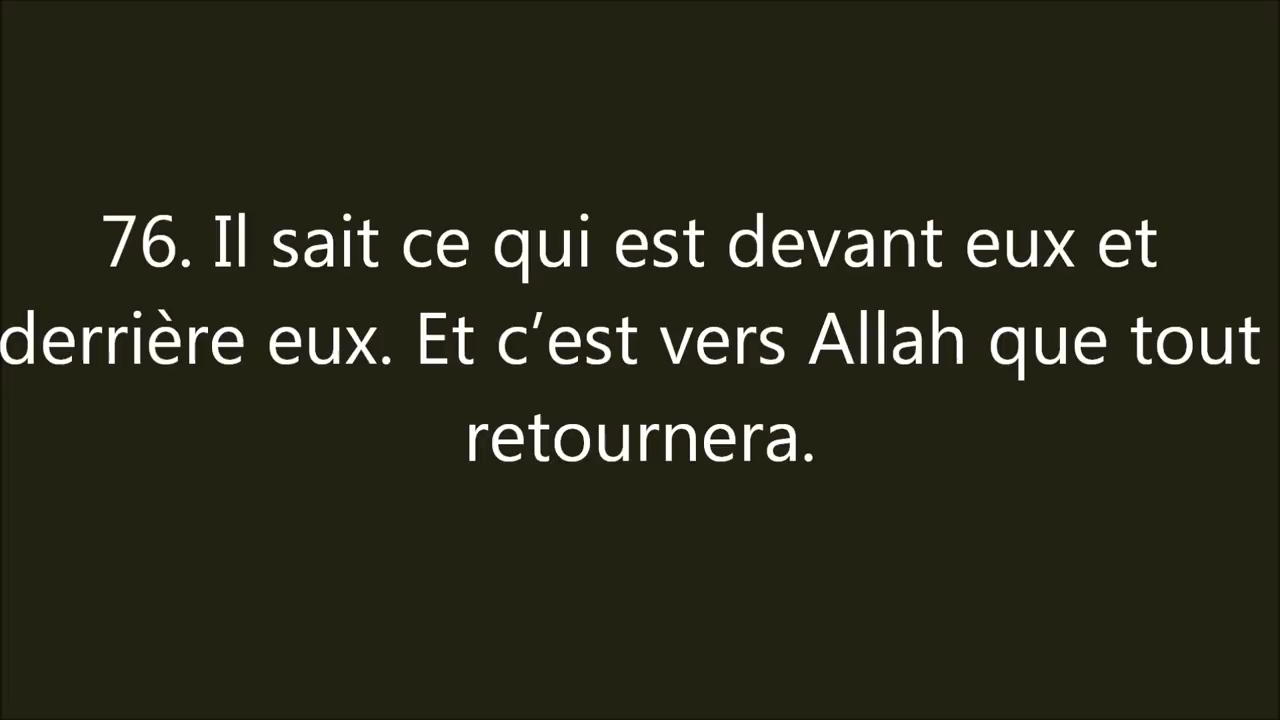 76. Il sait ce qui est devant eux et
derrière eux. Et c’est vers Allah que tout
retournera.